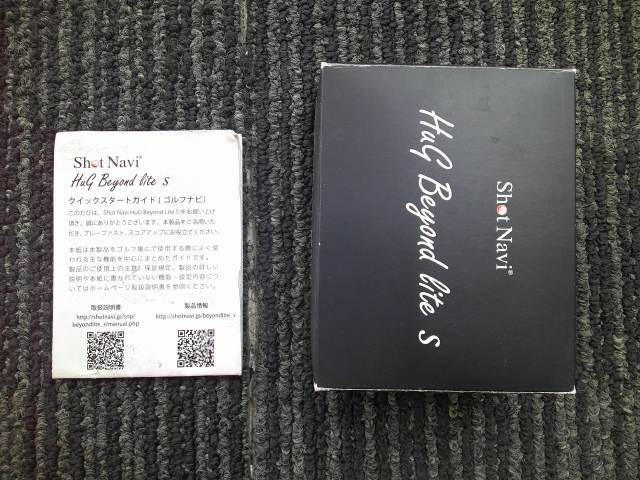 Shot Navi®
HuG Beyond lite S
クイックスタートガイド(ゴルフナビ)
このたびは、Shot Navi HuG Beyond Lite Sをお買い上げ
頂き、誠にありがとうございます。本製品をご活用いた
だき、プレーファスト、スコアアップにお役立てください。
本紙は本製品をゴルフ場にて使用する際によく使
われる主な機能を中心にまとめたガイドです。
製品のご使用上の注意、保証規定、製品の詳しい
説明や本紙に書かれていない機能・設定内容につ
いてはホームページ取扱説明書を参照ください。
取扱説明書
http://shotnavi.jp/snp/
beyondlite_s/manual.php
製品情報
http://shotnavi.jp/beyondlite_s
Shot Navi®
HuG Beyond lite S